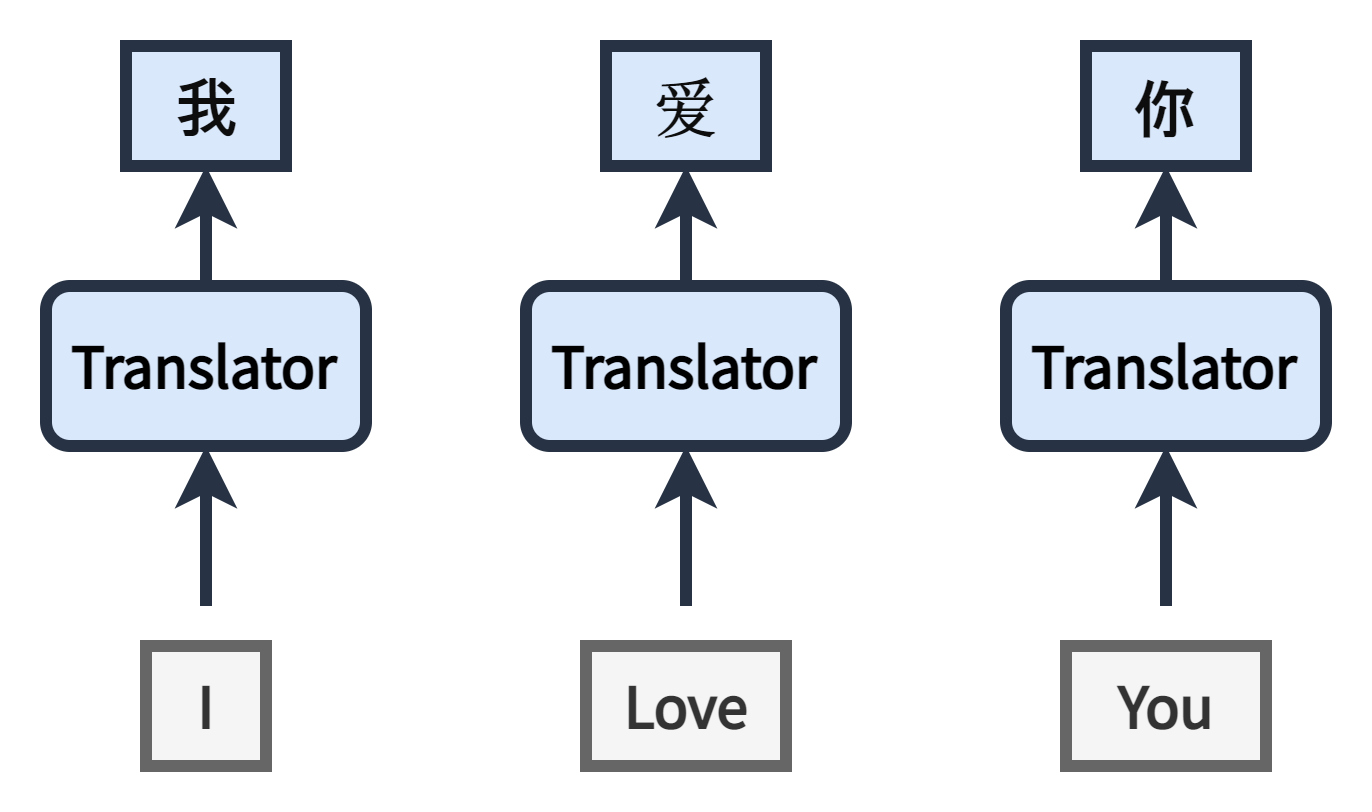 我 爱 你
Translator Translator Translator
I Love You